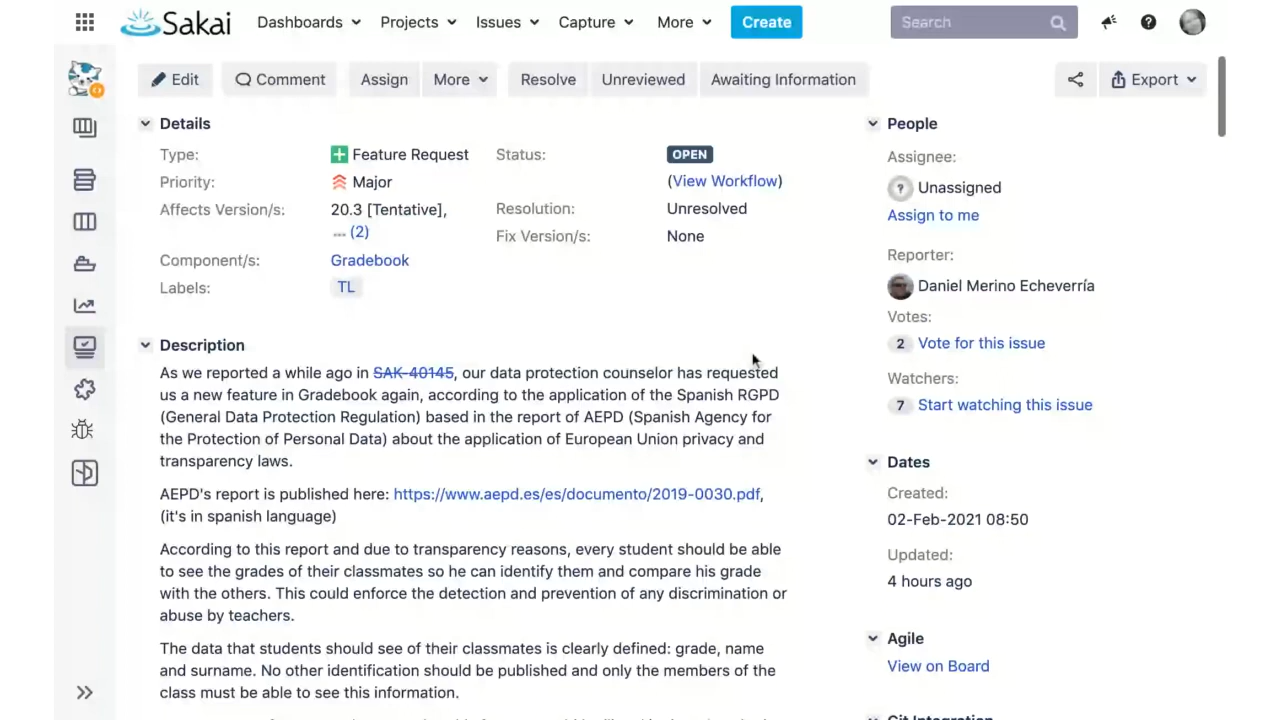 Sakai Dashboards Projects Issues Capture More Create Search
Edit Comment Assign More Resolve Unreviewed Awaiting Information Export
Details
Type: Feature Request Status: OPEN
Priority: Major (View Workflow)
Affects Version/s: 20.3 [Tentative], Resolution: Unresolved
... (2) Fix Version/s: None
Component/s: Gradebook
Labels: TL
Description
As we reported a while ago in SAK-40145, our data protection counselor has requested
us a new feature in Gradebook again, according to the application of the Spanish RGPD
(General Data Protection Regulation) based in the report of AEPD (Spanish Agency for
the Protection of Personal Data) about the application of European Union privacy and
transparency laws.
AEPD's report is published here: https://www.aepd.es/es/documento/2019-0030.pdf,
(it's in spanish language)
According to this report and due to transparency reasons, every student should be able
to see the grades of their classmates so he can identify them and compare his grade
with the others. This could enforce the detection and prevention of any discrimination or
abuse by teachers.
The data that students should see of their classmates is clearly defined: grade, name
and surname. No other identification should be published and only the members of the
class must be able to see this information.
People
Assignee:
? Unassigned
Assign to me
Reporter:
Daniel Merino Echeverría
Votes:
2 Vote for this issue
Watchers:
7 Start watching this issue
Dates
Created:
02-Feb-2021 08:50
Updated:
4 hours ago
Agile
View on Board
Git Integration